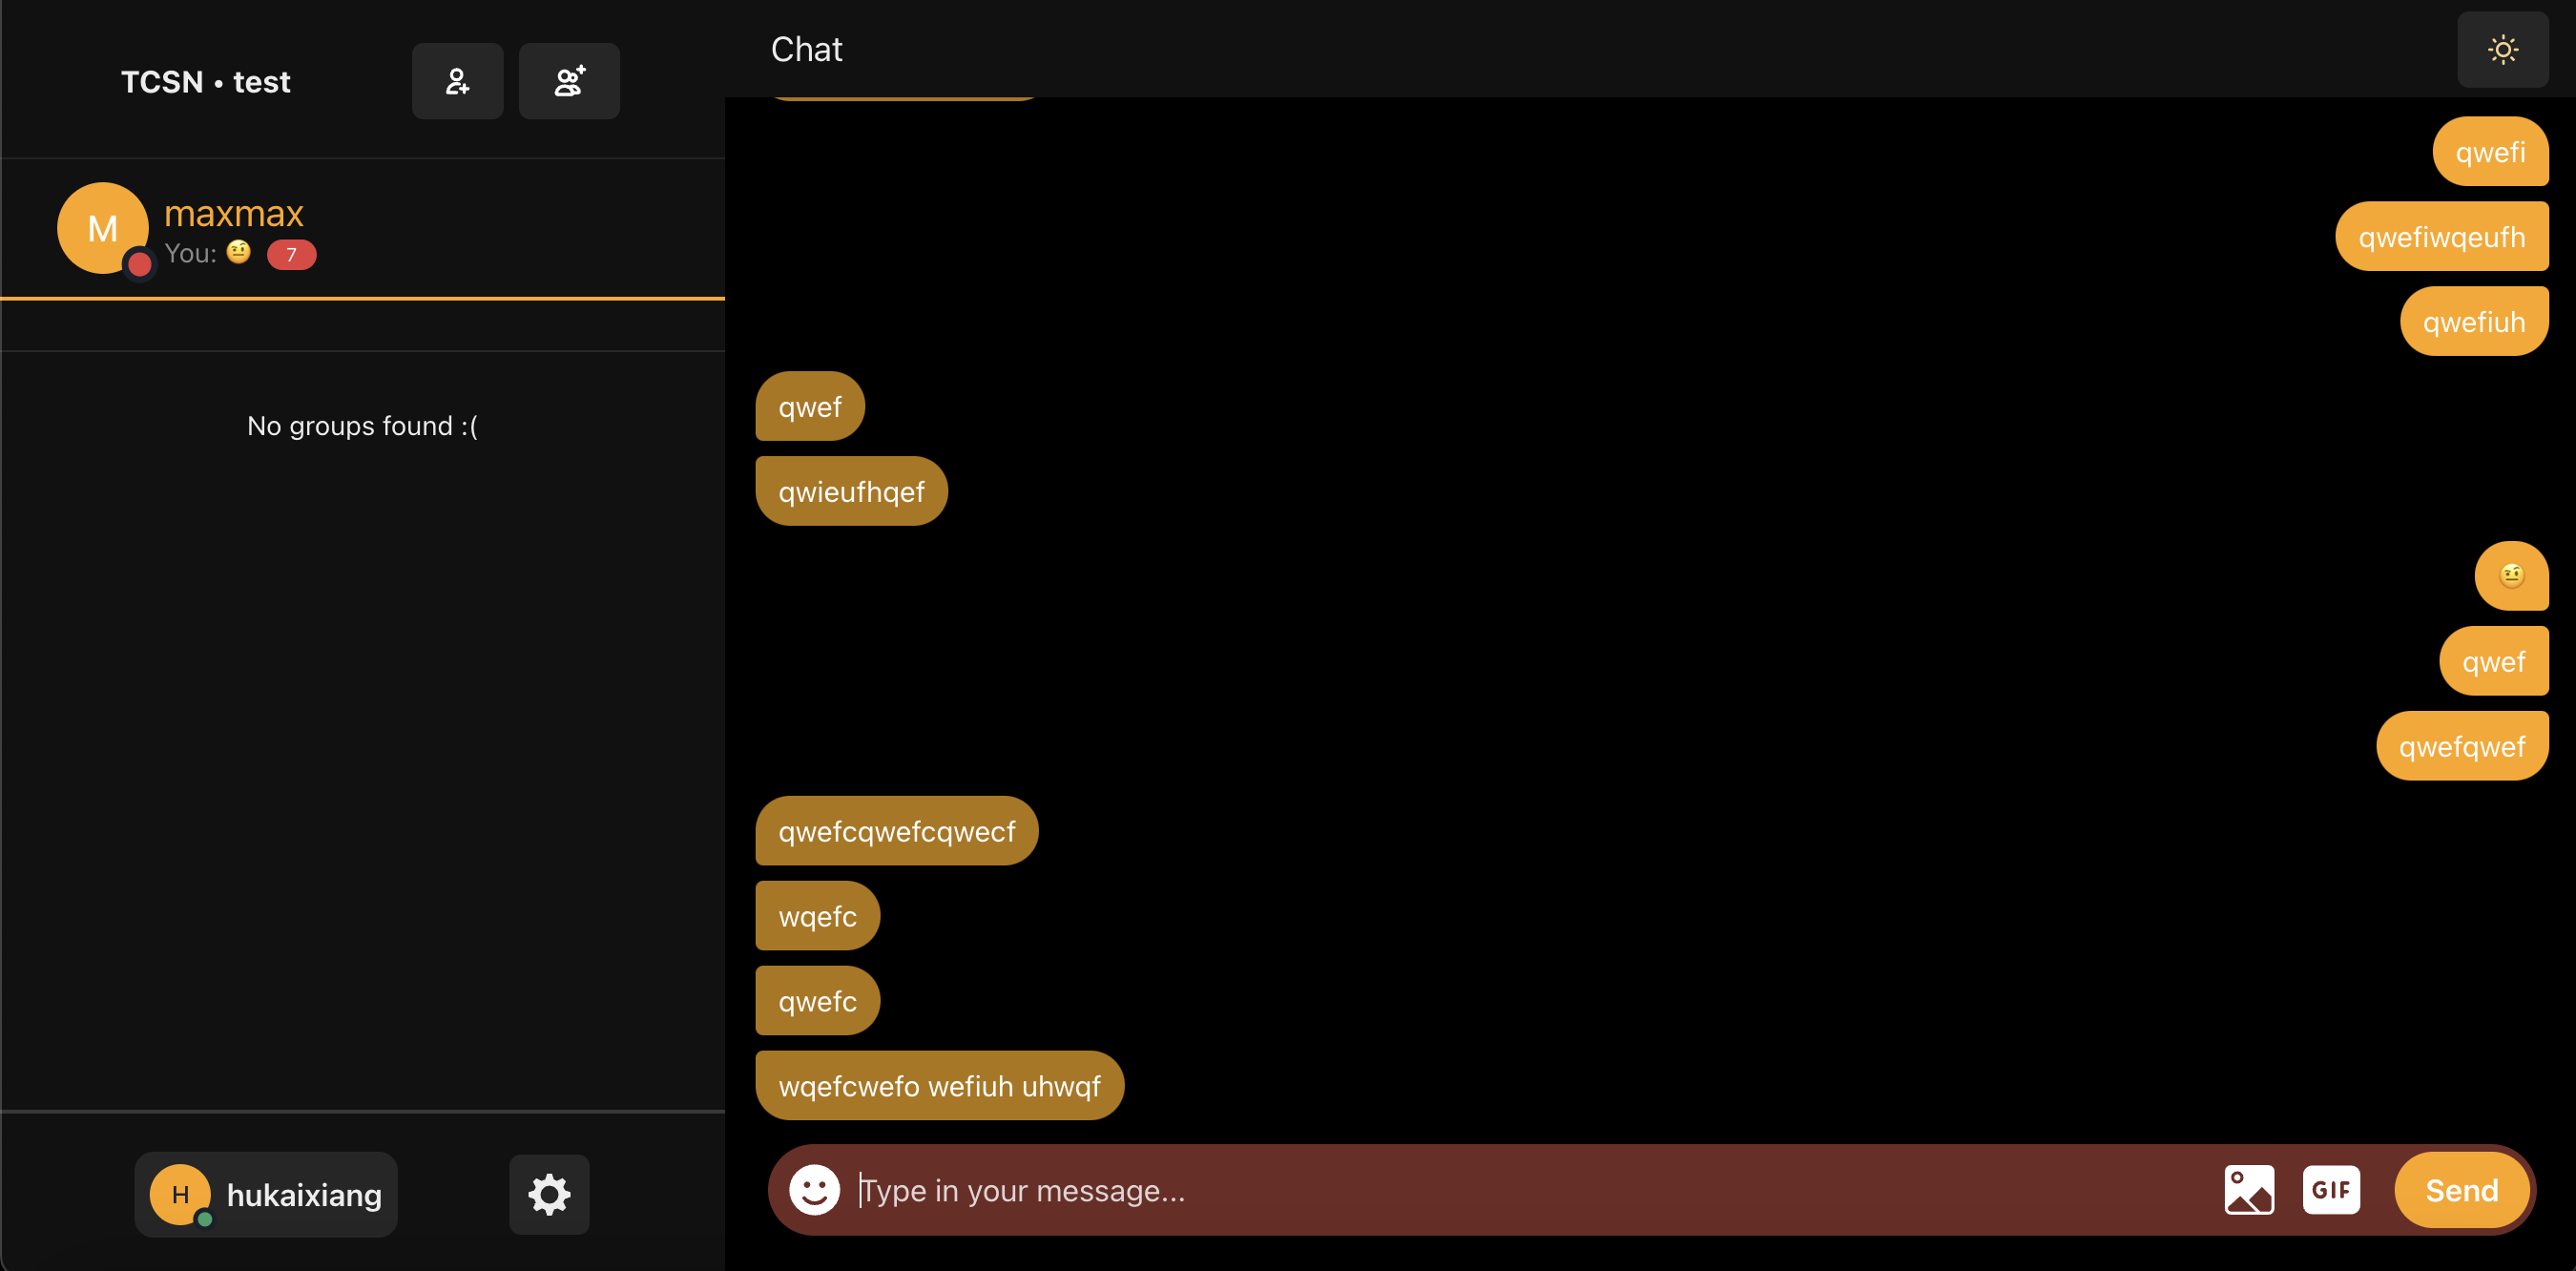 TCSN • test
M
maxmax
You: 🤨 7
No groups found :(
H
hukaixiang
Chat
qwefi
qwefiwqeufh
qwefiuh
qwef
qwieufhqef
🤨
qwef
qwefqwef
qwefcqwefcqwecf
wqefc
qwefc
wqefcwefo wefiuh uhwqf
Type in your message...
GIF
Send